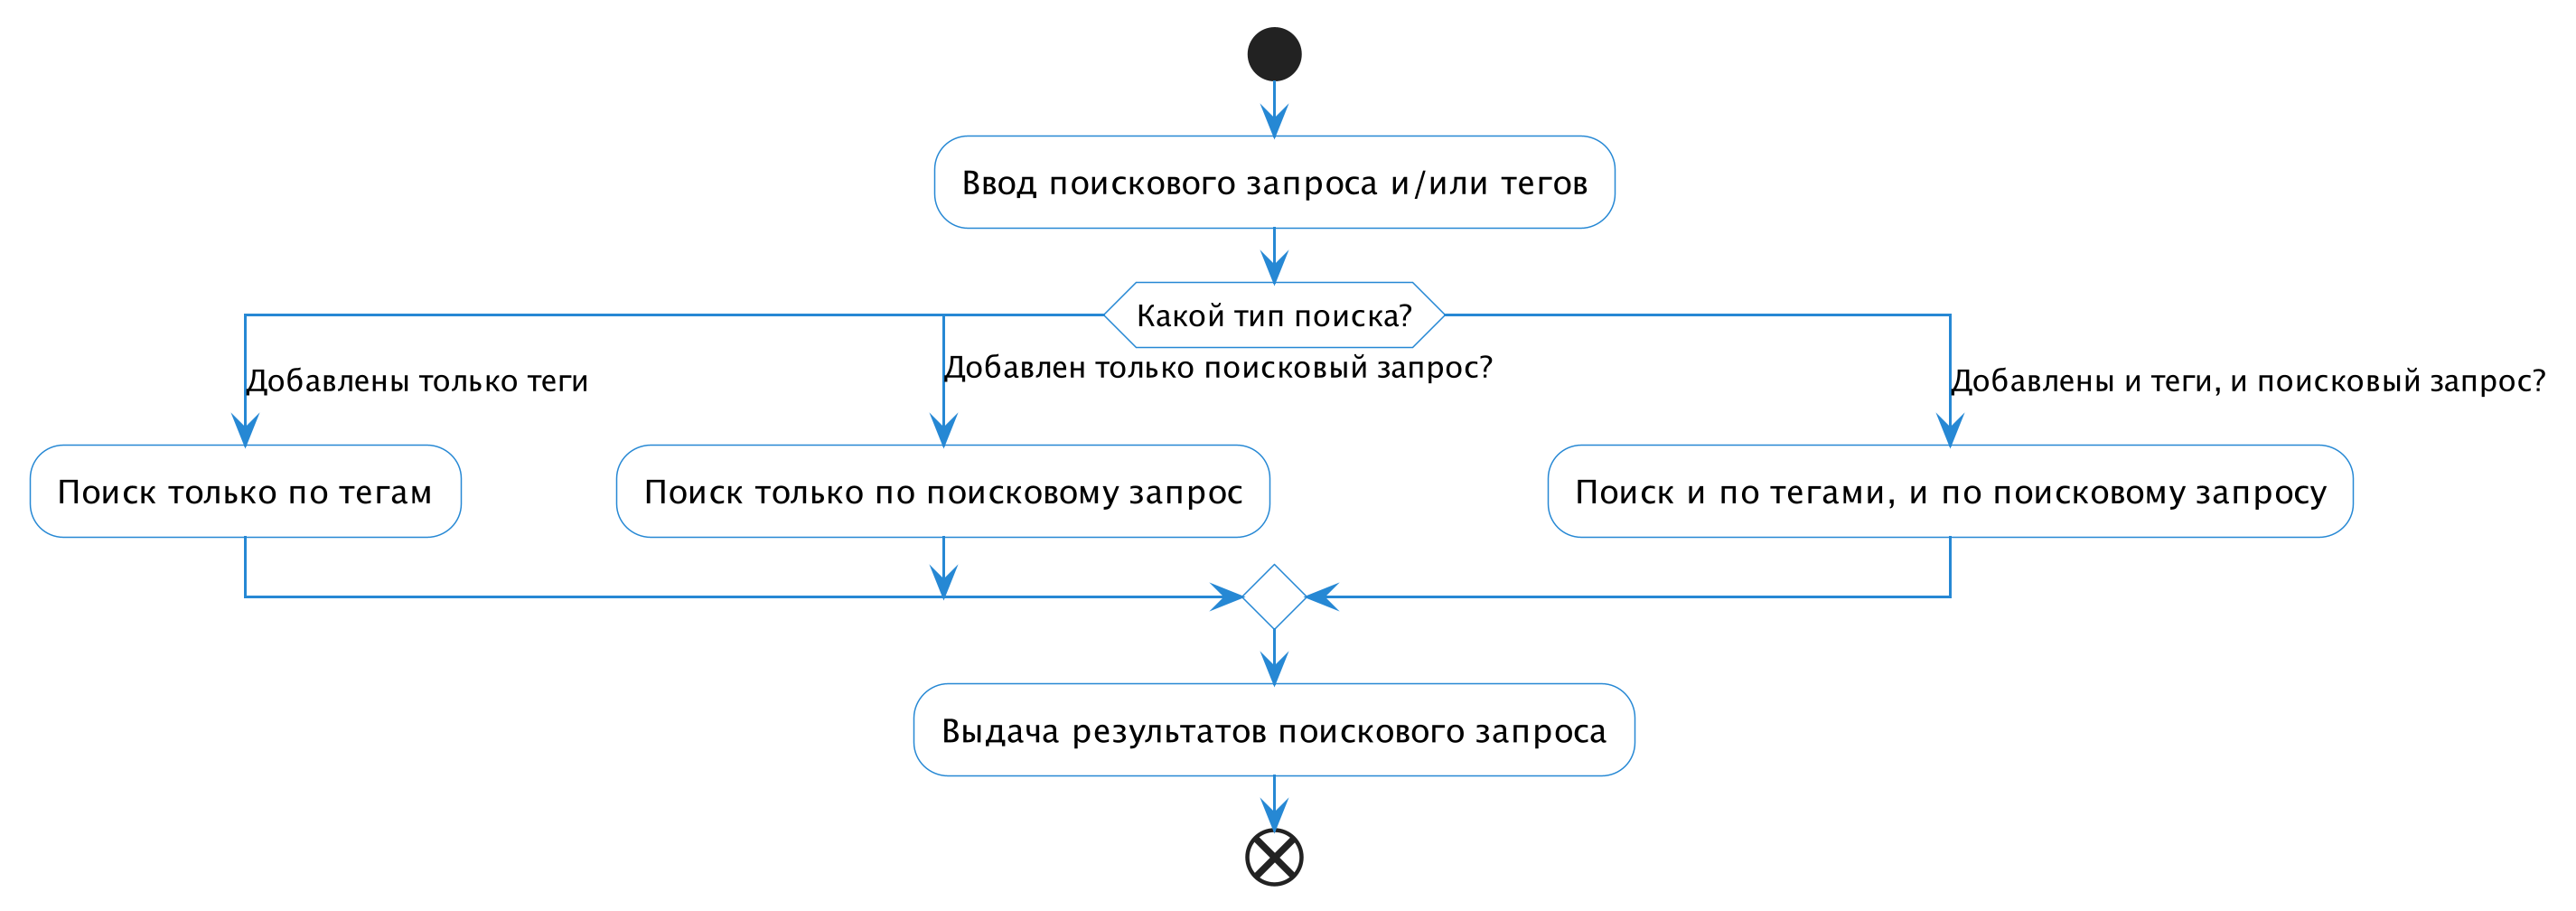 Ввод поискового запроса и/или тегов
Какой тип поиска?
Добавлены только теги
Добавлен только поисковый запрос?
Добавлены и теги, и поисковый запрос?
Поиск только по тегам
Поиск только по поисковому запрос
Поиск и по тегами, и по поисковому запросу
Выдача результатов поискового запроса